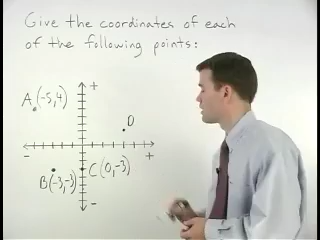 Give the coordinates of each
of the following points:
A (-5,4)
+
D
- +
C (0,-3)
B (-3,-3)
-